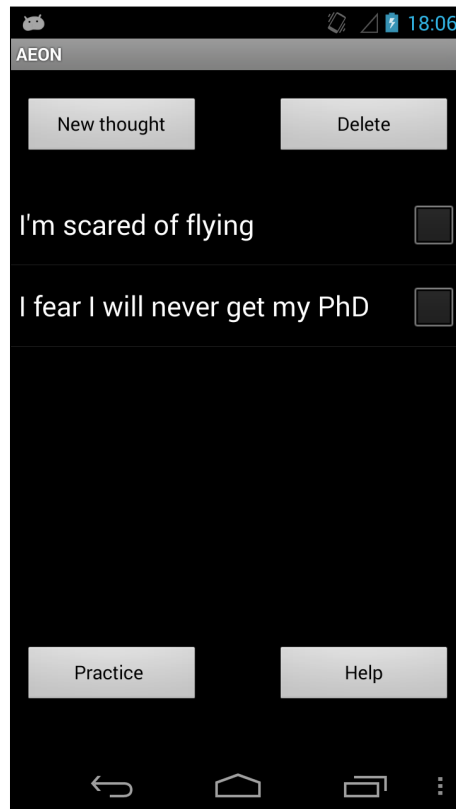 18:06
AEON
New thought Delete
I'm scared of flying
I fear I will never get my PhD
Practice Help